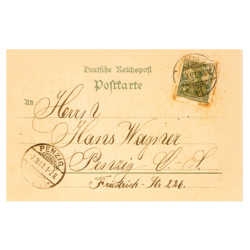 Deutsche Reichspost
Postkarte
An
Herrn
Hans Wagner
Penzig O.-L.
Friedrich-Str 226.
PENZIG